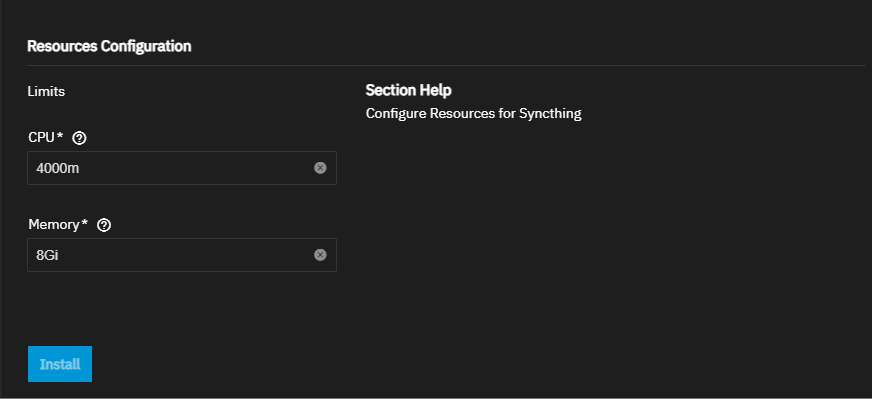 Resources Configuration
Limits
Section Help
Configure Resources for Syncthing
CPU*
4000m
Memory*
8Gi
Install